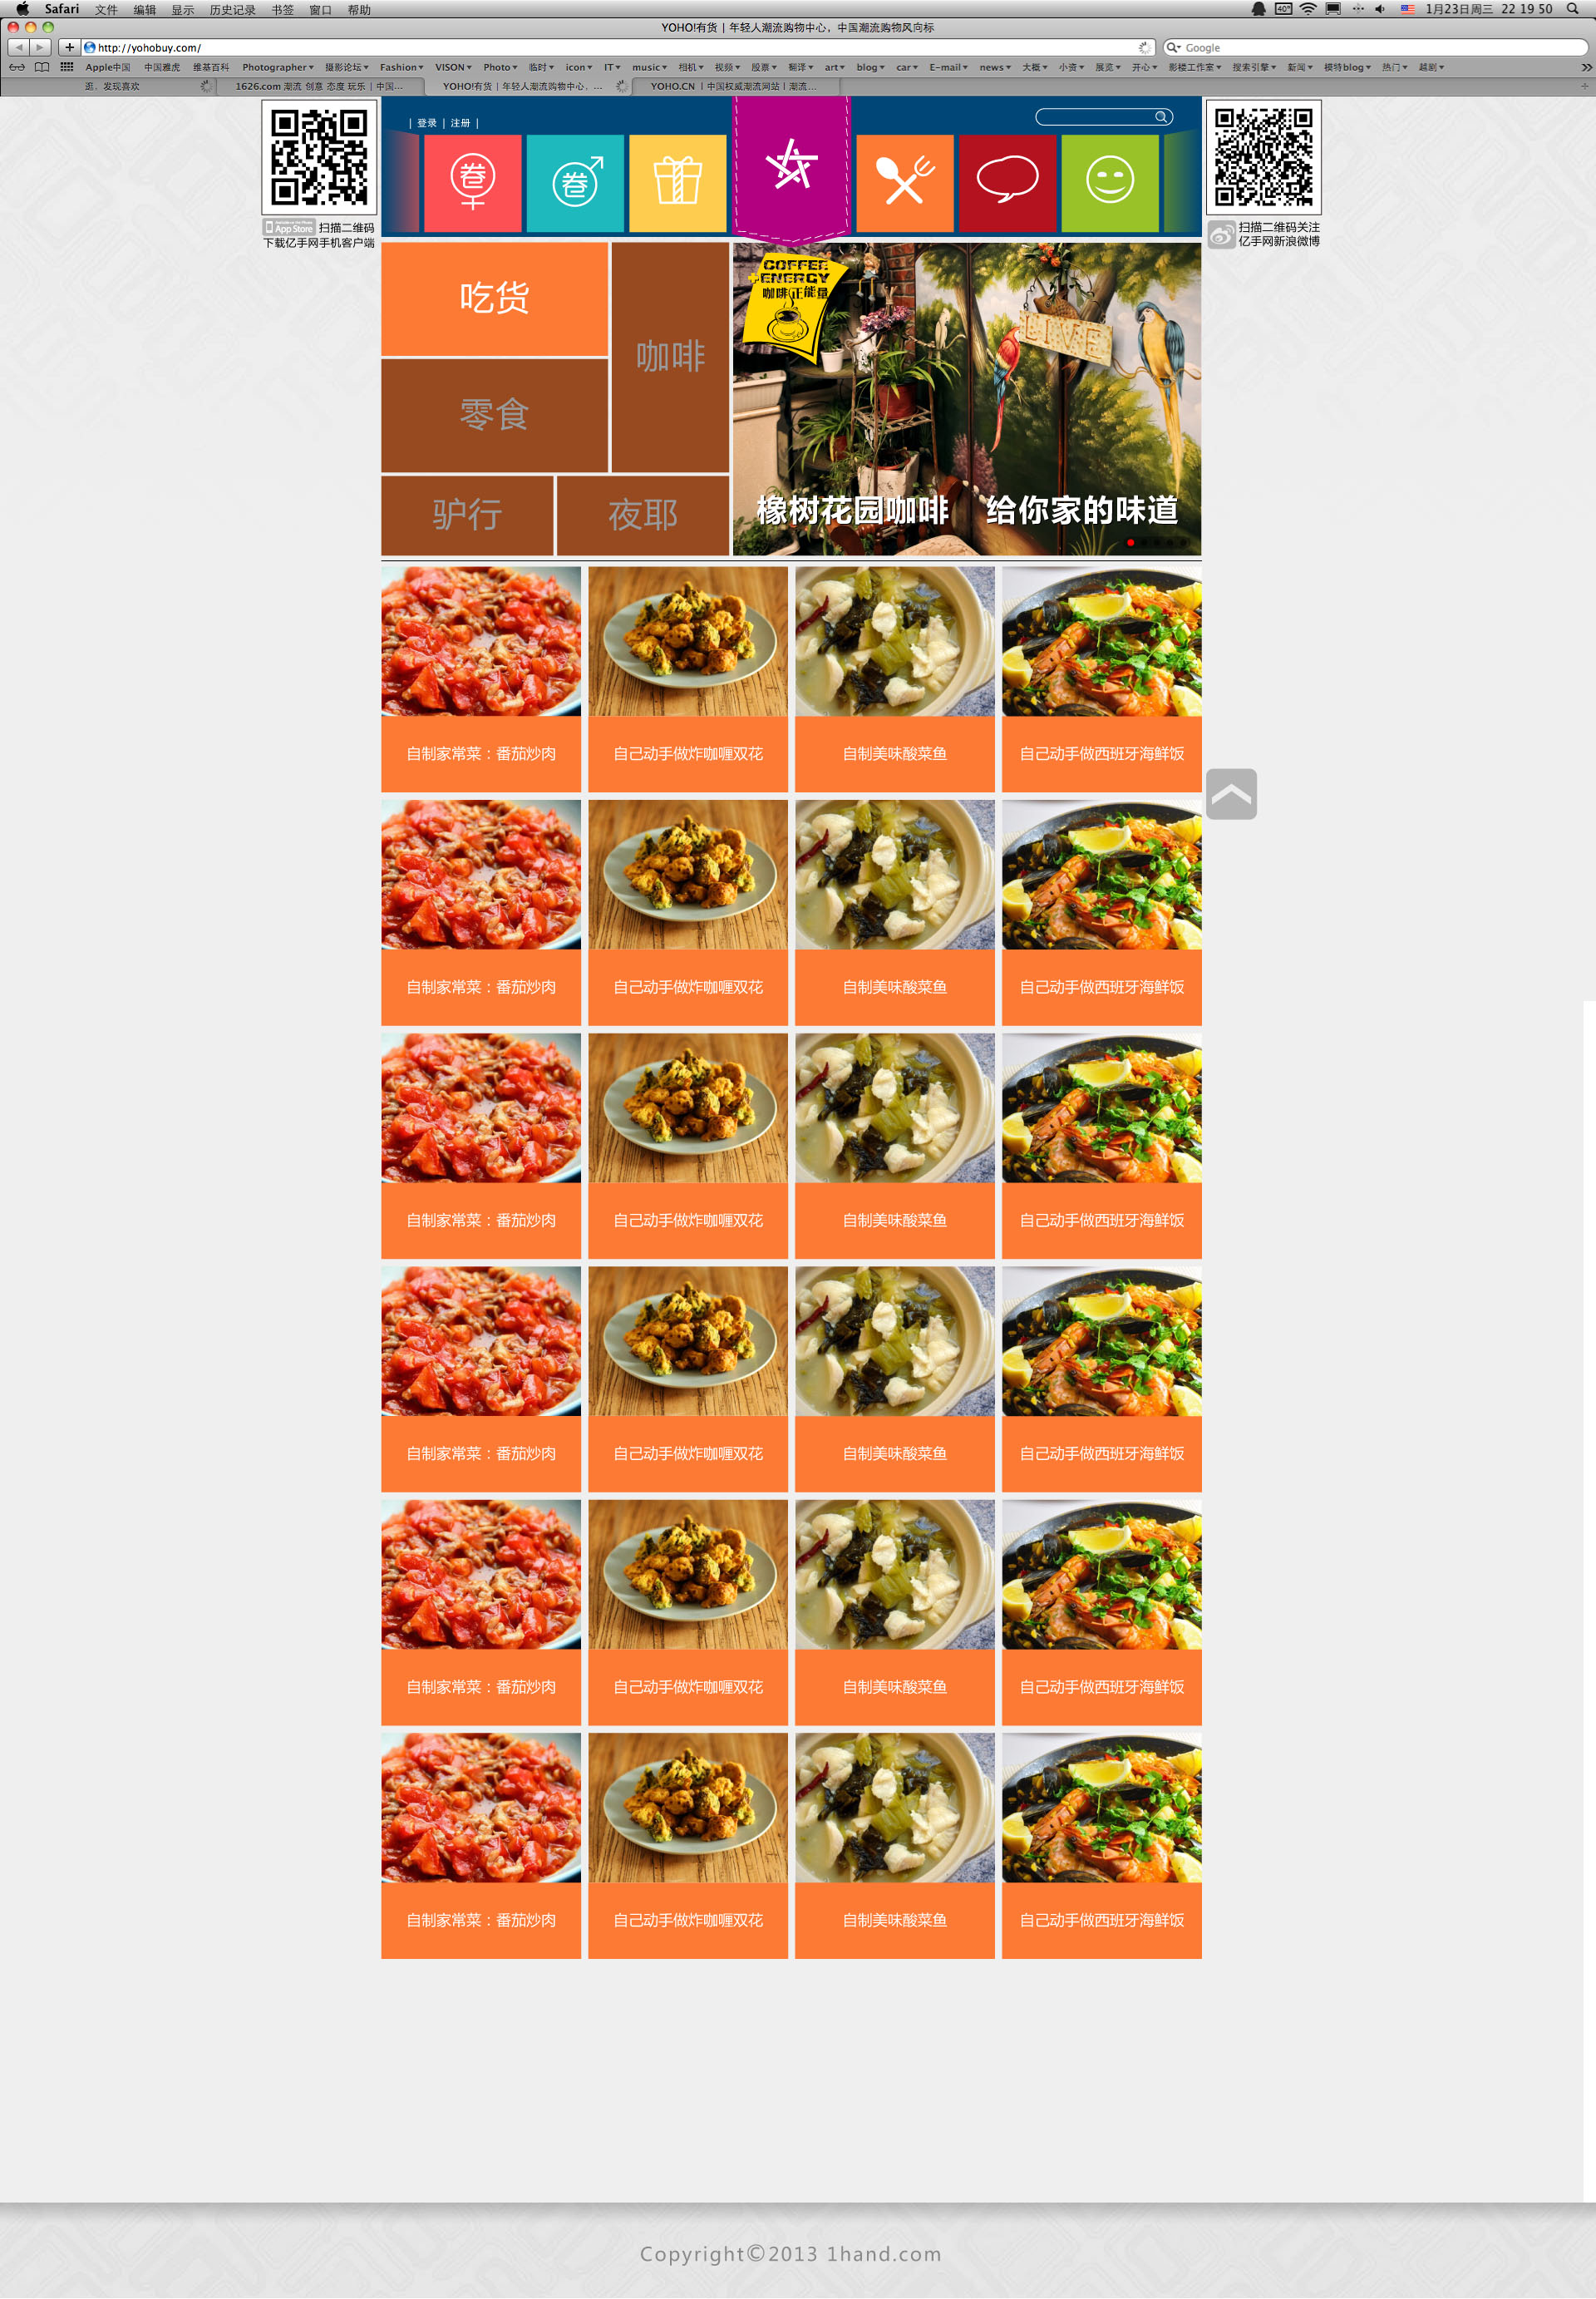 Safari 文件 编辑 显示 历史记录 书签 窗口 帮助
40° 1月23日周三 22 19 50
YOHO!有货 | 年轻人潮流购物中心，中国潮流购物风向标
http://yohobuy.com/
Google
Apple中国 中国雅虎 维基百科 Photographer 摄影论坛 Fashion VISON Photo 临时 icon IT music 相机 视频 股票 翻译 art blog car E-mail news 大概 小资 展览 开心 影楼工作室 搜索引擎 新闻 模特blog 热门 越剧
逛、发现喜欢
1626.com 潮流 创意 态度 玩乐 | 中国...
YOHO!有货 | 年轻人潮流购物中心，...
YOHO.CN | 中国权威潮流网站 | 潮流...
| 登录 | 注册 |
卷
卷
App Store 扫描二维码
下载亿手网手机客户端
扫描二维码关注
亿手网新浪微博
吃货
咖啡
零食
驴行
夜耶
COFFEE
+ENERGY
咖啡正能量
LIVE
橡树花园咖啡 给你家的味道
自制家常菜：番茄炒肉
自己动手做炸咖喱双花
自制美味酸菜鱼
自己动手做西班牙海鲜饭
自制家常菜：番茄炒肉
自己动手做炸咖喱双花
自制美味酸菜鱼
自己动手做西班牙海鲜饭
自制家常菜：番茄炒肉
自己动手做炸咖喱双花
自制美味酸菜鱼
自己动手做西班牙海鲜饭
自制家常菜：番茄炒肉
自己动手做炸咖喱双花
自制美味酸菜鱼
自己动手做西班牙海鲜饭
自制家常菜：番茄炒肉
自己动手做炸咖喱双花
自制美味酸菜鱼
自己动手做西班牙海鲜饭
自制家常菜：番茄炒肉
自己动手做炸咖喱双花
自制美味酸菜鱼
自己动手做西班牙海鲜饭
Copyright©2013 1hand.com